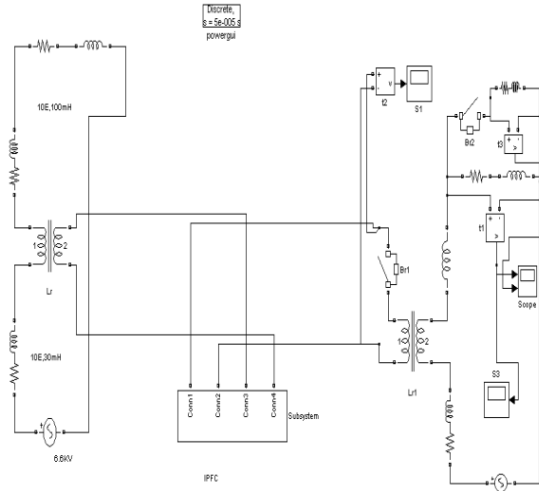 Discrete,
s = 5e-005 s
powergui
10E,100mH
1 2
Lr
10E,30mH
6.6kV
+
-
v
t2
S1
Br1
1 2
Lr1
Br2
+ -
v
t3
+ -
v
t1
Scope
S3
Conn1
Conn2
Conn3
Conn4
Subsystem
IPFC